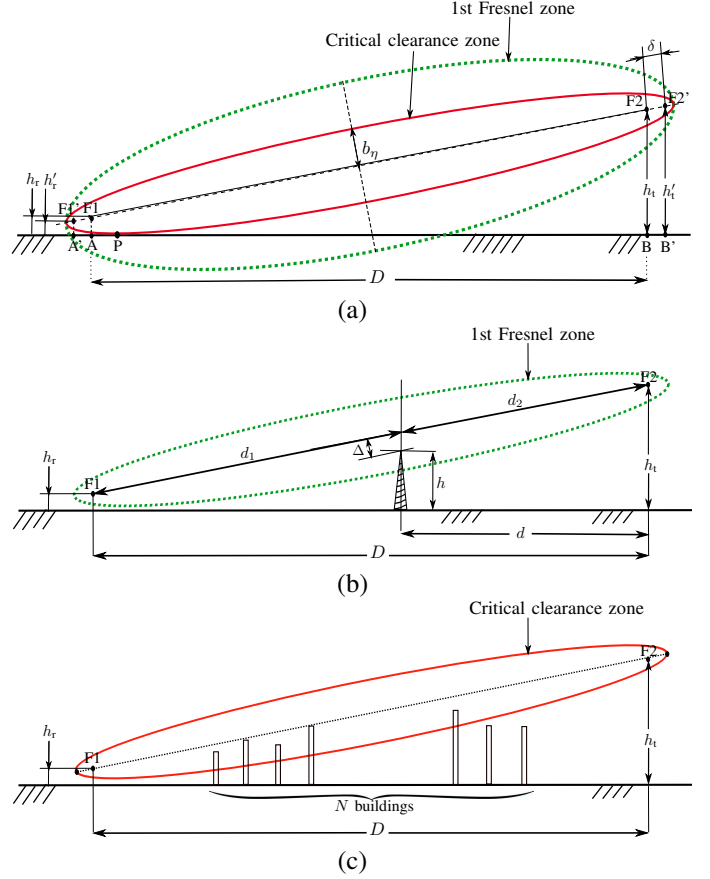 1st Fresnel zone
Critical clearance zone
δ
F2 F2'
b_η
h_r h'_r
F1' F1
h_t h'_t
A' A P B B'
D
(a)
1st Fresnel zone
F2
d_2
h_r d_1 Δ
h h_t
F1
d
D
(b)
Critical clearance zone
F2
h_r F1 h_t
N buildings
D
(c)